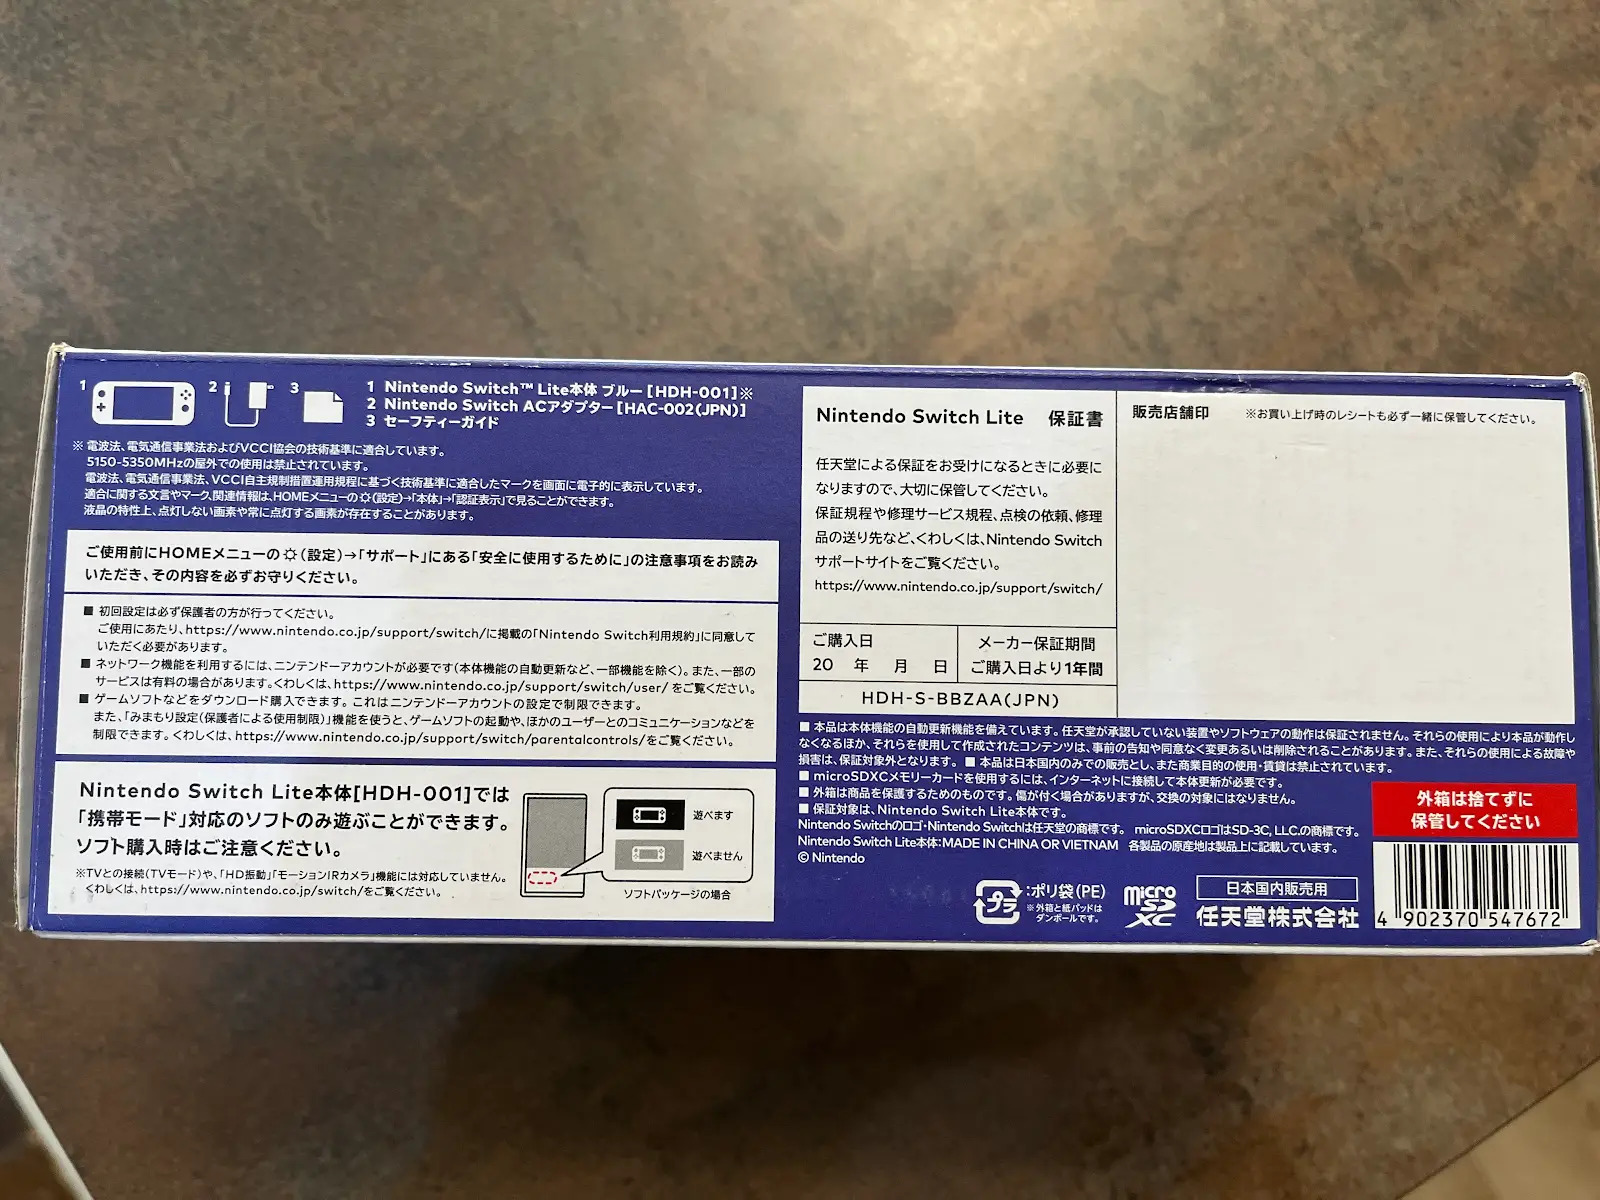 1
2
3
1 Nintendo Switch™ Lite本体 ブルー[HDH-001]※
2 Nintendo Switch ACアダプター[HAC-002(JPN)]
3 セーフティーガイド
※ 電波法、電気通信事業法およびVCCI協会の技術基準に適合しています。
5150-5350MHzの屋外での使用は禁止されています。
電波法、電気通信事業法、VCCI自主規制措置運用規程に基づく技術基準に適合したマークを画面に電子的に表示しています。
適合に関する文言やマーク、関連情報は、HOMEメニューの(設定)→「本体」→「認証表示」で見ることができます。
液晶の特性上、点灯しない画素や常に点灯する画素が存在することがあります。
ご使用前にHOMEメニューの(設定)→「サポート」にある「安全に使用するために」の注意事項をお読み
いただき、その内容を必ずお守りください。
■ 初回設定は必ず保護者の方が行ってください。
ご使用にあたり、https://www.nintendo.co.jp/support/switch/に掲載の「Nintendo Switch利用規約」に同意して
いただく必要があります。
■ ネットワーク機能を利用するには、ニンテンドーアカウントが必要です(本体機能の自動更新など、一部機能を除く)。また、一部の
サービスは有料の場合があります。くわしくは、https://www.nintendo.co.jp/support/switch/user/ をご覧ください。
■ ゲームソフトなどをダウンロード購入できます。これはニンテンドーアカウントの設定で制限できます。
また、「みまもり設定(保護者による使用制限)」機能を使うと、ゲームソフトの起動や、ほかのユーザーとのコミュニケーションなどを
制限できます。くわしくは、https://www.nintendo.co.jp/support/switch/parentalcontrols/をご覧ください。
Nintendo Switch Lite本体[HDH-001]では
「携帯モード」対応のソフトのみ遊ぶことができます。
ソフト購入時はご注意ください。
※TVとの接続(TVモード)や、「HD振動」「モーションIRカメラ」機能には対応していません。
くわしくは、https://www.nintendo.co.jp/switch/をご覧ください。
遊べます
遊べません
ソフトパッケージの場合
Nintendo Switch Lite 保証書
任天堂による保証をお受けになるときに必要に
なりますので、大切に保管してください。
保証規程や修理サービス規程、点検の依頼、修理
品の送り先など、くわしくは、Nintendo Switch
サポートサイトをご覧ください。
https://www.nintendo.co.jp/support/switch/
ご購入日
20 年 月 日
メーカー保証期間
ご購入日より1年間
HDH-S-BBZAA(JPN)
販売店舗印 ※お買い上げ時のレシートも必ず一緒に保管してください。
■ 本品は本体機能の自動更新機能を備えています。任天堂が承認していない装置やソフトウェアの動作は保証されません。それらの使用により本品が動作し
なくなるほか、それらを使用して作成されたコンテンツは、事前の告知や同意なく変更あるいは削除されることがあります。また、それらの使用による故障や
損害は、保証対象外となります。 ■ 本品は日本国内のみでの販売とし、また商業目的の使用・賃貸は禁止されています。
■ microSDXCメモリーカードを使用するには、インターネットに接続して本体更新が必要です。
■ 外箱は商品を保護するためのものです。傷が付く場合がありますが、交換の対象にはなりません。
■ 保証対象は、Nintendo Switch Lite本体です。
Nintendo Switchのロゴ・Nintendo Switchは任天堂の商標です。 microSDXCロゴはSD-3C, LLC.の商標です。
Nintendo Switch Lite本体:MADE IN CHINA OR VIETNAM 各製品の原産地は製品上に記載しています。
© Nintendo
外箱は捨てずに
保管してください
プラ
:ポリ袋(PE)
※外箱と紙パッドは
ダンボールです。
micro
SD
XC
日本国内販売用
任天堂株式会社
4 902370 547672